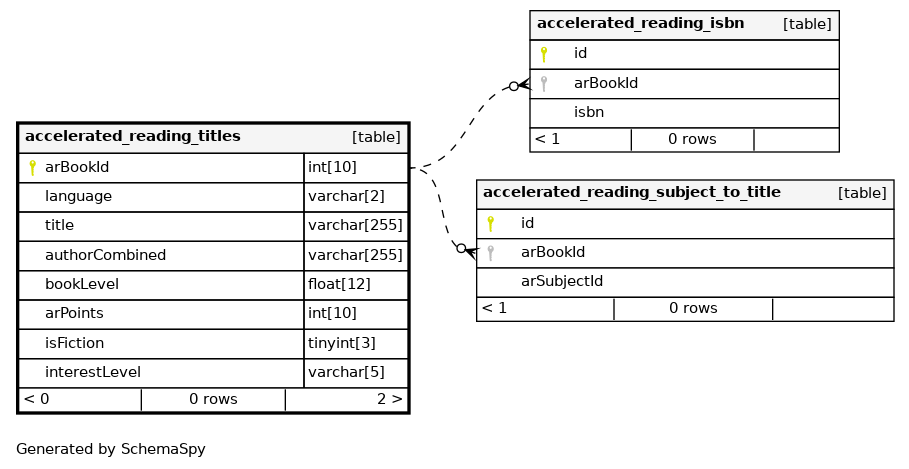 accelerated_reading_isbn [table]
id
arBookId
isbn
< 1 0 rows
accelerated_reading_titles [table]
arBookId int[10]
language varchar[2]
title varchar[255]
authorCombined varchar[255]
bookLevel float[12]
arPoints int[10]
isFiction tinyint[3]
interestLevel varchar[5]
< 0 0 rows 2 >
accelerated_reading_subject_to_title [table]
id
arBookId
arSubjectId
< 1 0 rows
Generated by SchemaSpy